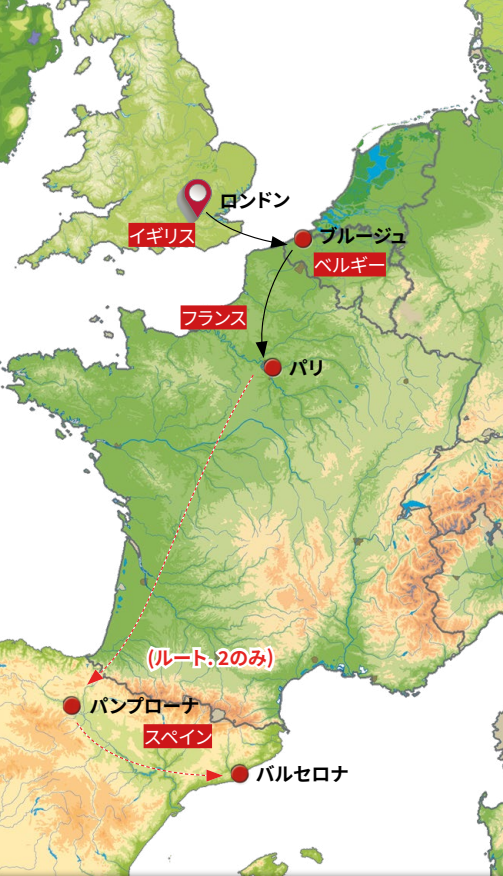 ロンドン
イギリス
ブルージュ
ベルギー
フランス
パリ
(ルート. 2のみ)
パンプローナ
スペイン
バルセロナ